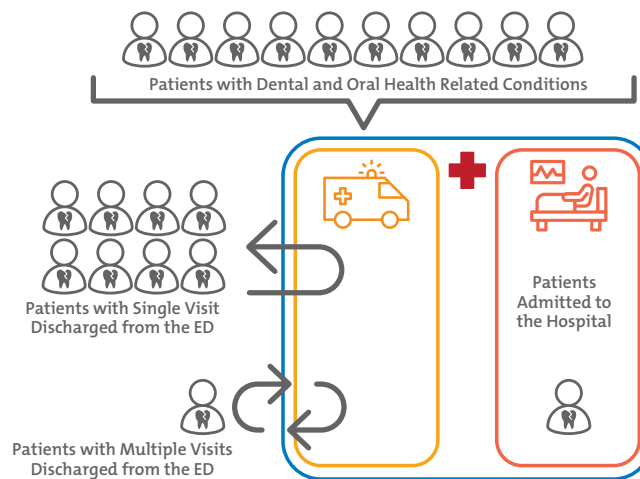 Patients with Dental and Oral Health Related Conditions
Patients with Single Visit
Discharged from the ED
Patients
Admitted to
the Hospital
Patients with Multiple Visits
Discharged from the ED